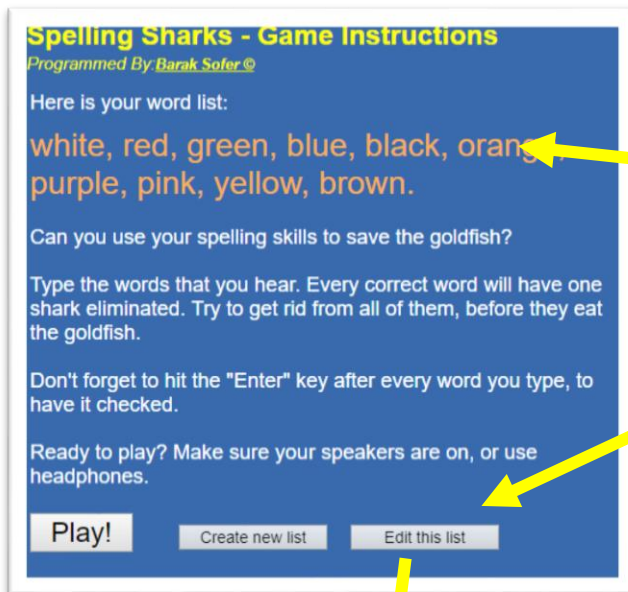 Spelling Sharks - Game Instructions
Programmed By:Barak Sofer ©
Here is your word list:
white, red, green, blue, black, orang
purple, pink, yellow, brown.
Can you use your spelling skills to save the goldfish?
Type the words that you hear. Every correct word will have one
shark eliminated. Try to get rid from all of them, before they eat
the goldfish.
Don't forget to hit the "Enter" key after every word you type, to
have it checked.
Ready to play? Make sure your speakers are on, or use
headphones.
Play! Create new list Edit this list